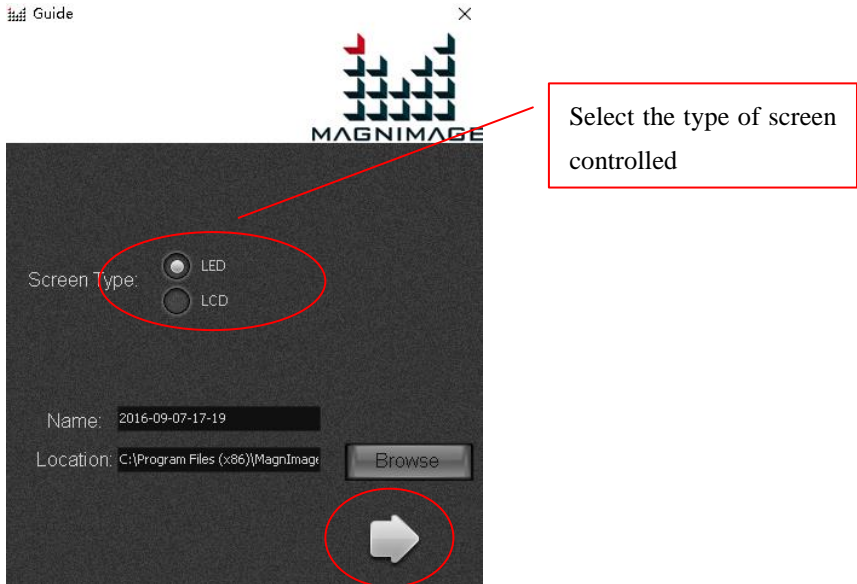 Guide
MAGNIMAGE
Select the type of screen
controlled
Screen Type:
LED
LCD
Name: 2016-09-07-17-19
Location: C:\Program Files (x86)\MagnImage
Browse